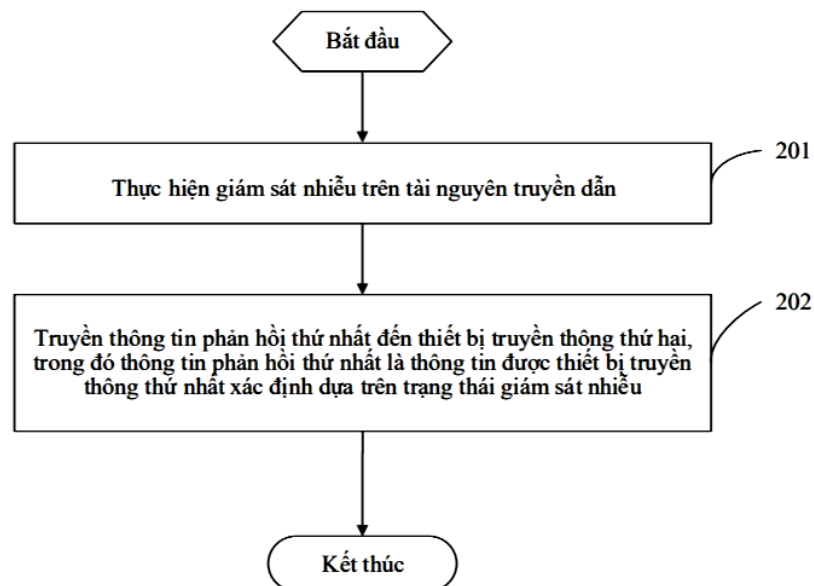 Bắt đầu
201
Thực hiện giám sát nhiễu trên tài nguyên truyền dẫn
202
Truyền thông tin phản hồi thứ nhất đến thiết bị truyền thông thứ hai,
trong đó thông tin phản hồi thứ nhất là thông tin được thiết bị truyền
thông thứ nhất xác định dựa trên trạng thái giám sát nhiễu
Kết thúc